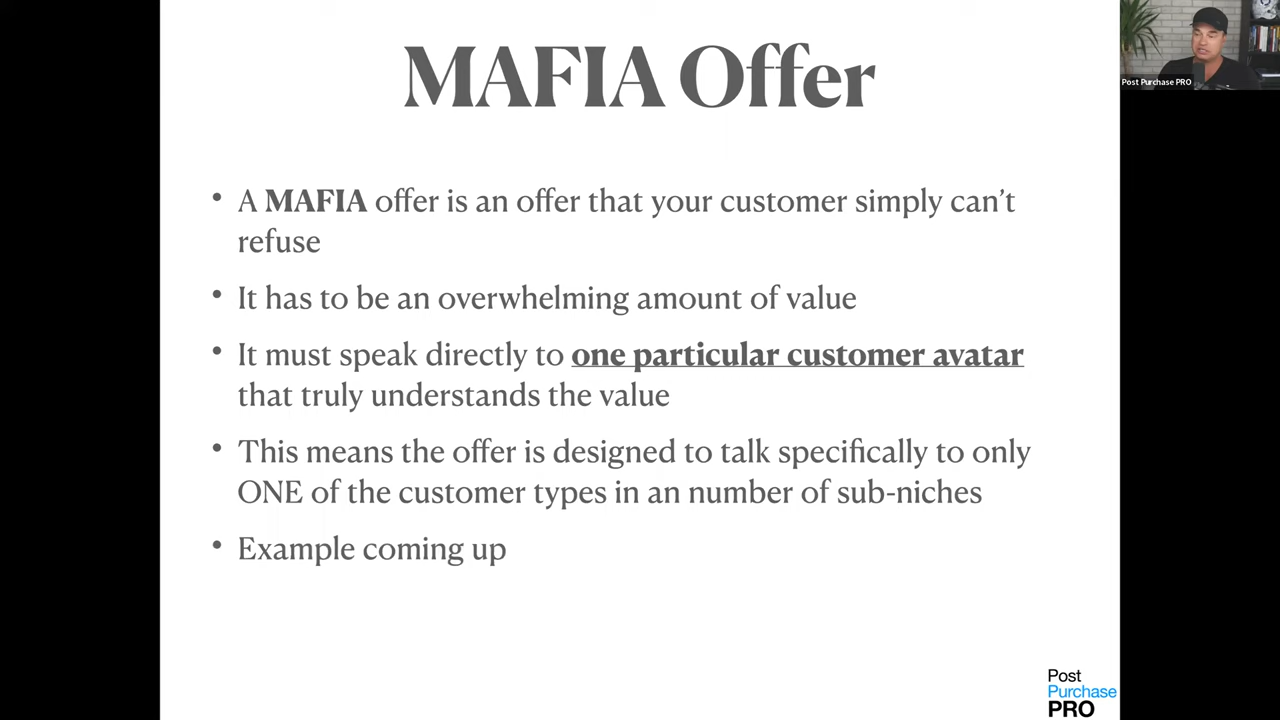 MAFIA Offer
• A MAFIA offer is an offer that your customer simply can’t
refuse
• It has to be an overwhelming amount of value
• It must speak directly to one particular customer avatar
that truly understands the value
• This means the offer is designed to talk specifically to only
ONE of the customer types in an number of sub-niches
• Example coming up
Post Purchase PRO
Post
Purchase
PRO